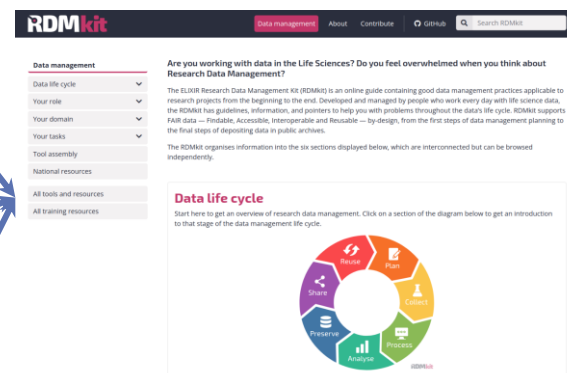 RDMkit
Data management About Contribute GitHub Search RDMkit
Data management
Data life cycle
Your role
Your domain
Your tasks
Tool assembly
National resources
All tools and resources
All training resources
Are you working with data in the Life Sciences? Do you feel overwhelmed when you think about
Research Data Management?
The ELIXIR Research Data Management Kit (RDMkit) is an online guide containing good data management practices applicable to
research projects from the beginning to the end. Developed and managed by people who work every day with life science data,
the RDMkit has guidelines, information, and pointers to help you with problems throughout the data's life cycle. RDMkit supports
FAIR data — Findable, Accessible, Interoperable and Reusable — by-design, from the first steps of data management planning to
the final steps of depositing data in public archives.
The RDMkit organises information into the six sections displayed below, which are interconnected but can be browsed
independently.
Data life cycle
Start here to get an overview of research data management. Click on a section of the diagram below to get an introduction
to that stage of the data management life cycle.
Reuse
Plan
Share
Collect
Preserve
Process
Analyse
RDMkit